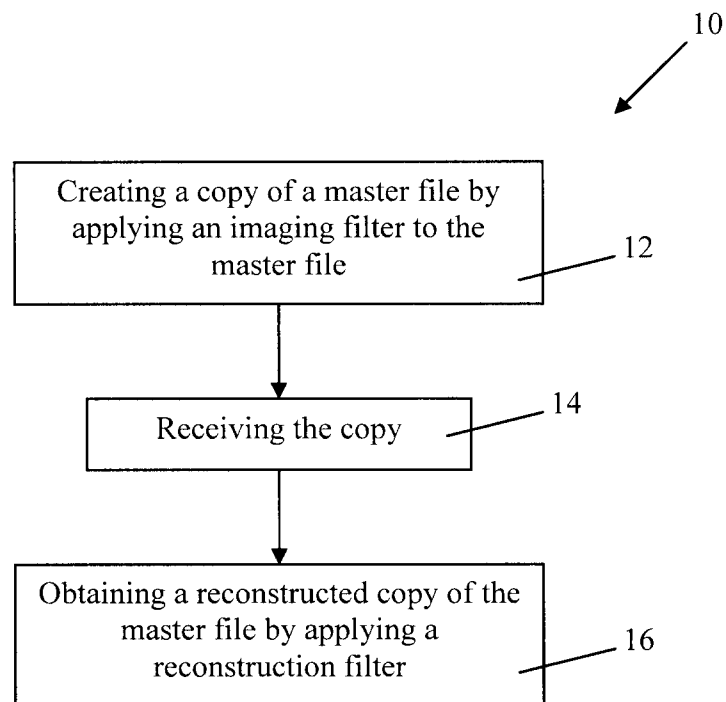 10
Creating a copy of a master file by
applying an imaging filter to the
master file
12
14
Receiving the copy
Obtaining a reconstructed copy of the
master file by applying a
reconstruction filter
16